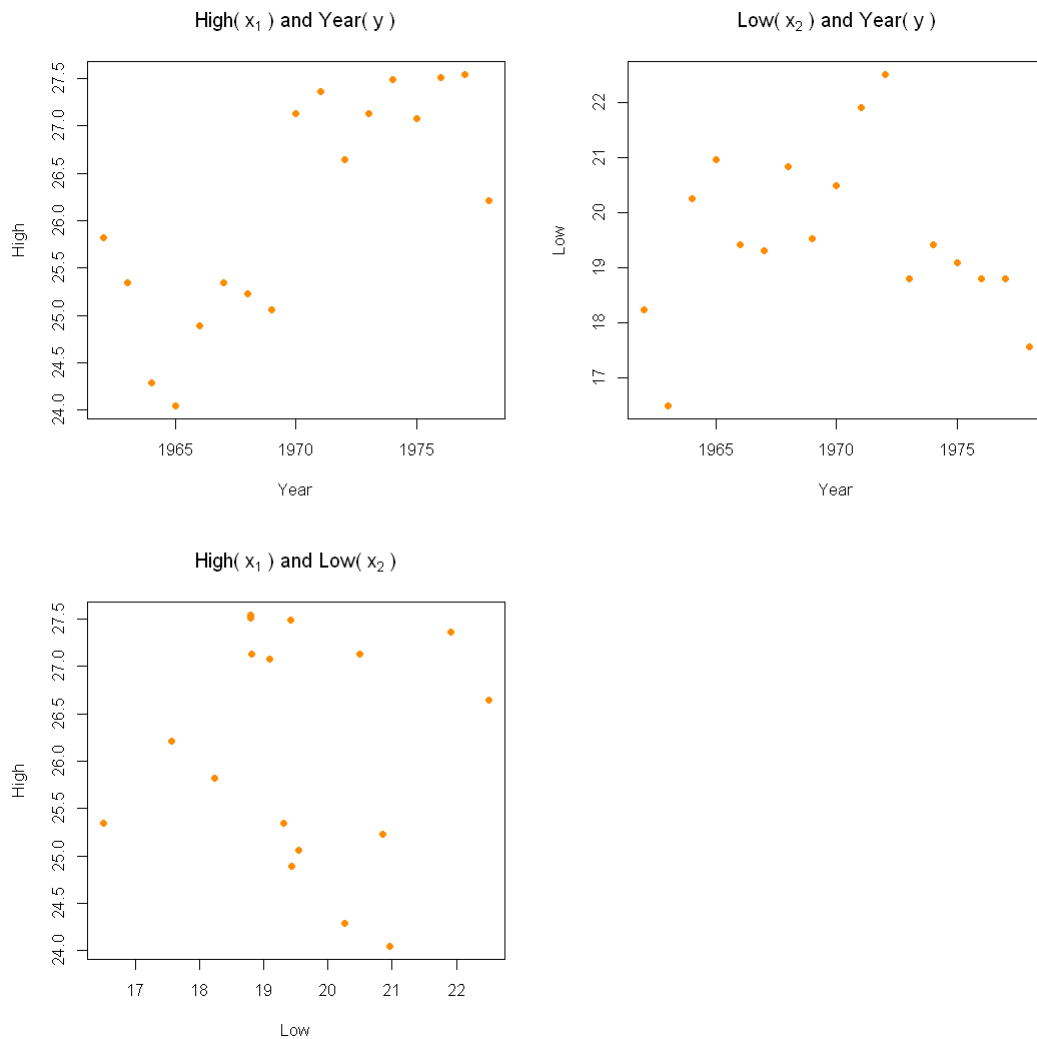 High( x₁ ) and Year( y )
High
27.5
27.0
26.5
26.0
25.5
25.0
24.5
24.0
1965 1970 1975
Year
Low( x₂ ) and Year( y )
Low
22
21
20
19
18
17
1965 1970 1975
Year
High( x₁ ) and Low( x₂ )
High
27.5
27.0
26.5
26.0
25.5
25.0
24.5
24.0
17 18 19 20 21 22
Low